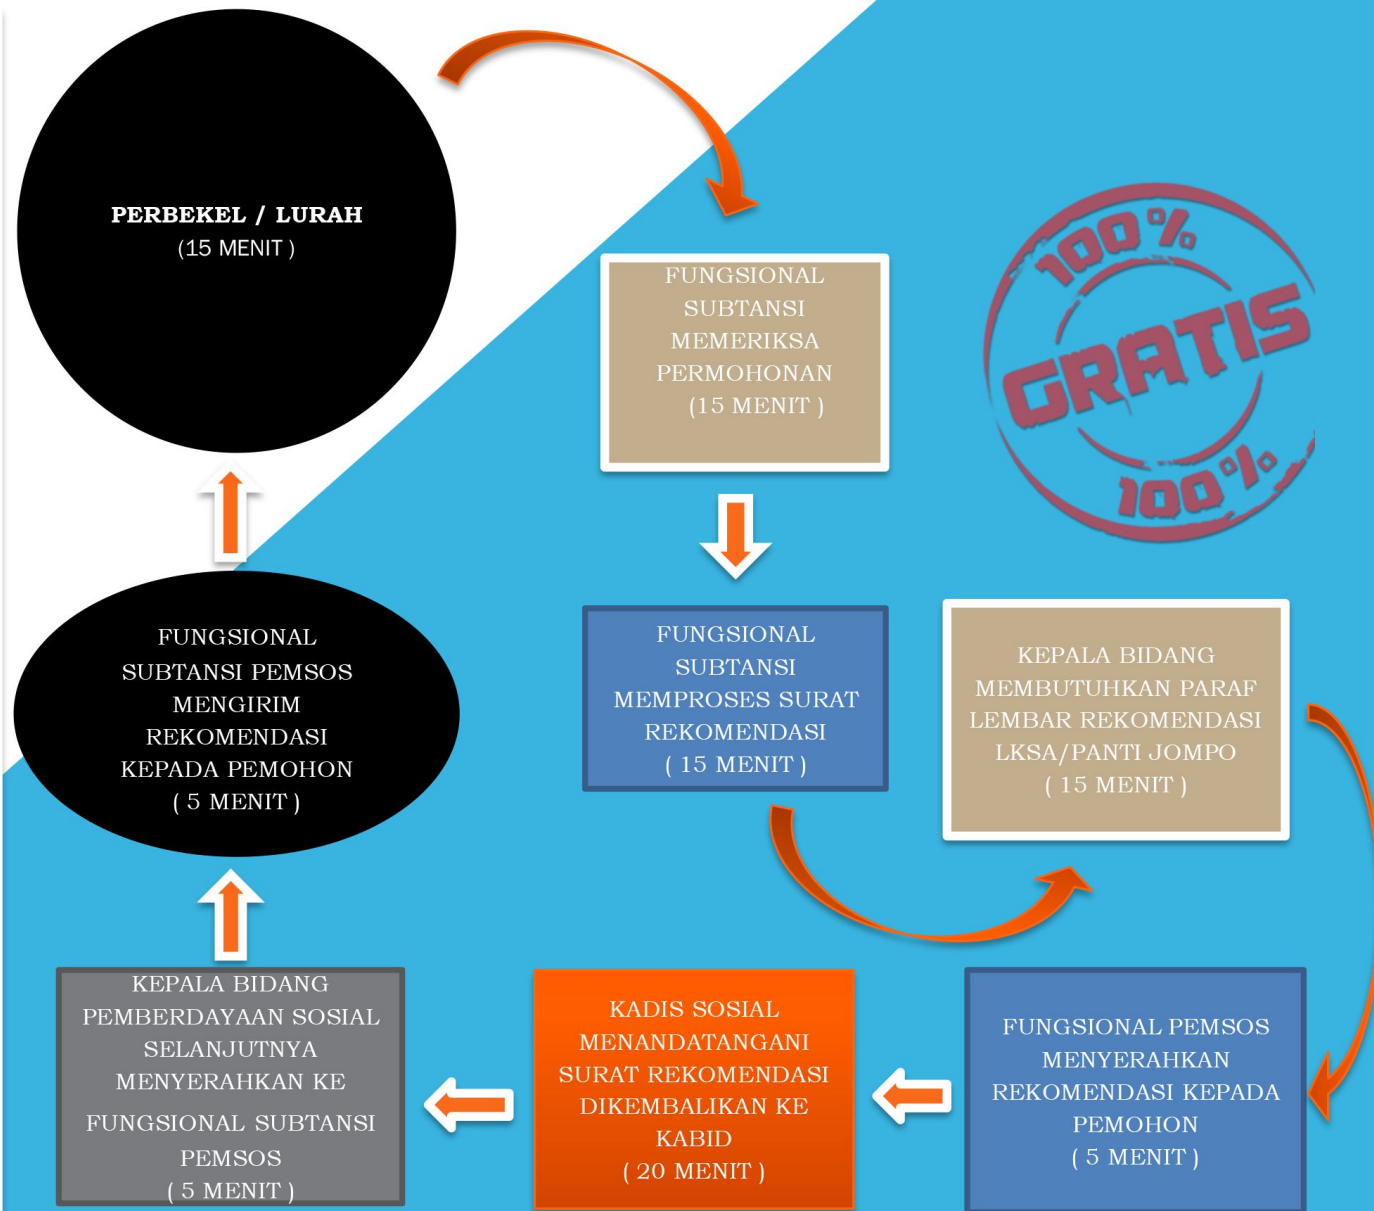 PERBEKEL / LURAH
(15 MENIT )
FUNGSIONAL
SUBTANSI
MEMERIKSA
PERMOHONAN
(15 MENIT )
100%
GRATIS
100%
FUNGSIONAL
SUBTANSI
MEMPROSES SURAT
REKOMENDASI
( 15 MENIT )
KEPALA BIDANG
MEMBUTUHKAN PARAF
LEMBAR REKOMENDASI
LKSA/PANTI JOMPO
( 15 MENIT )
FUNGSIONAL PEMSOS
MENYERAHKAN
REKOMENDASI KEPADA
PEMOHON
( 5 MENIT )
KADIS SOSIAL
MENANDATANGANI
SURAT REKOMENDASI
DIKEMBALIKAN KE
KABID
( 20 MENIT )
KEPALA BIDANG
PEMBERDAYAAN SOSIAL
SELANJUTNYA
MENYERAHKAN KE
FUNGSIONAL SUBTANSI
PEMSOS
( 5 MENIT )
FUNGSIONAL
SUBTANSI PEMSOS
MENGIRIM
REKOMENDASI
KEPADA PEMOHON
( 5 MENIT )